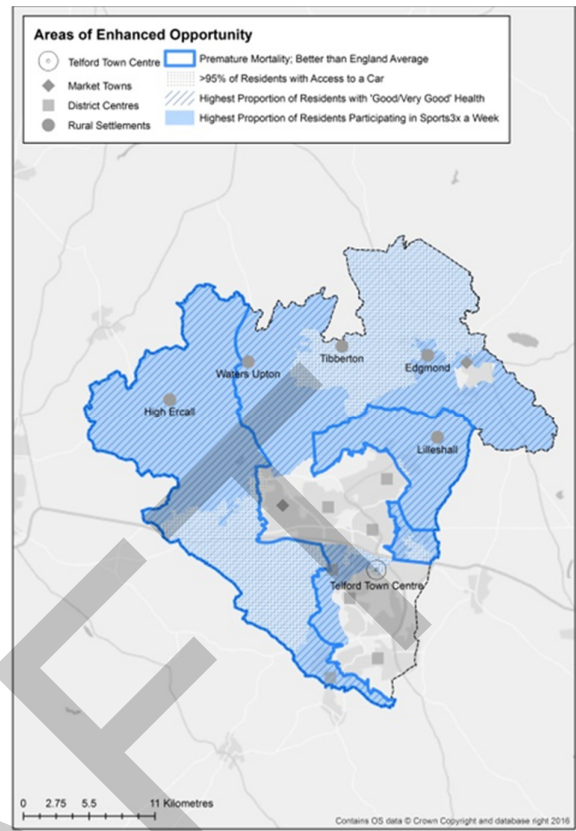 Areas of Enhanced Opportunity
Telford Town Centre
Market Towns
District Centres
Rural Settlements
Premature Mortality; Better than England Average
>95% of Residents with Access to a Car
Highest Proportion of Residents with 'Good/Very Good' Health
Highest Proportion of Residents Participating in Sports3x a Week
Tibberton
Edgmond
Waters Upton
High Ercall
Lilleshall
Telford Town Centre
0 2.75 5.5 11 Kilometres
Contains OS data © Crown Copyright and database right 2016